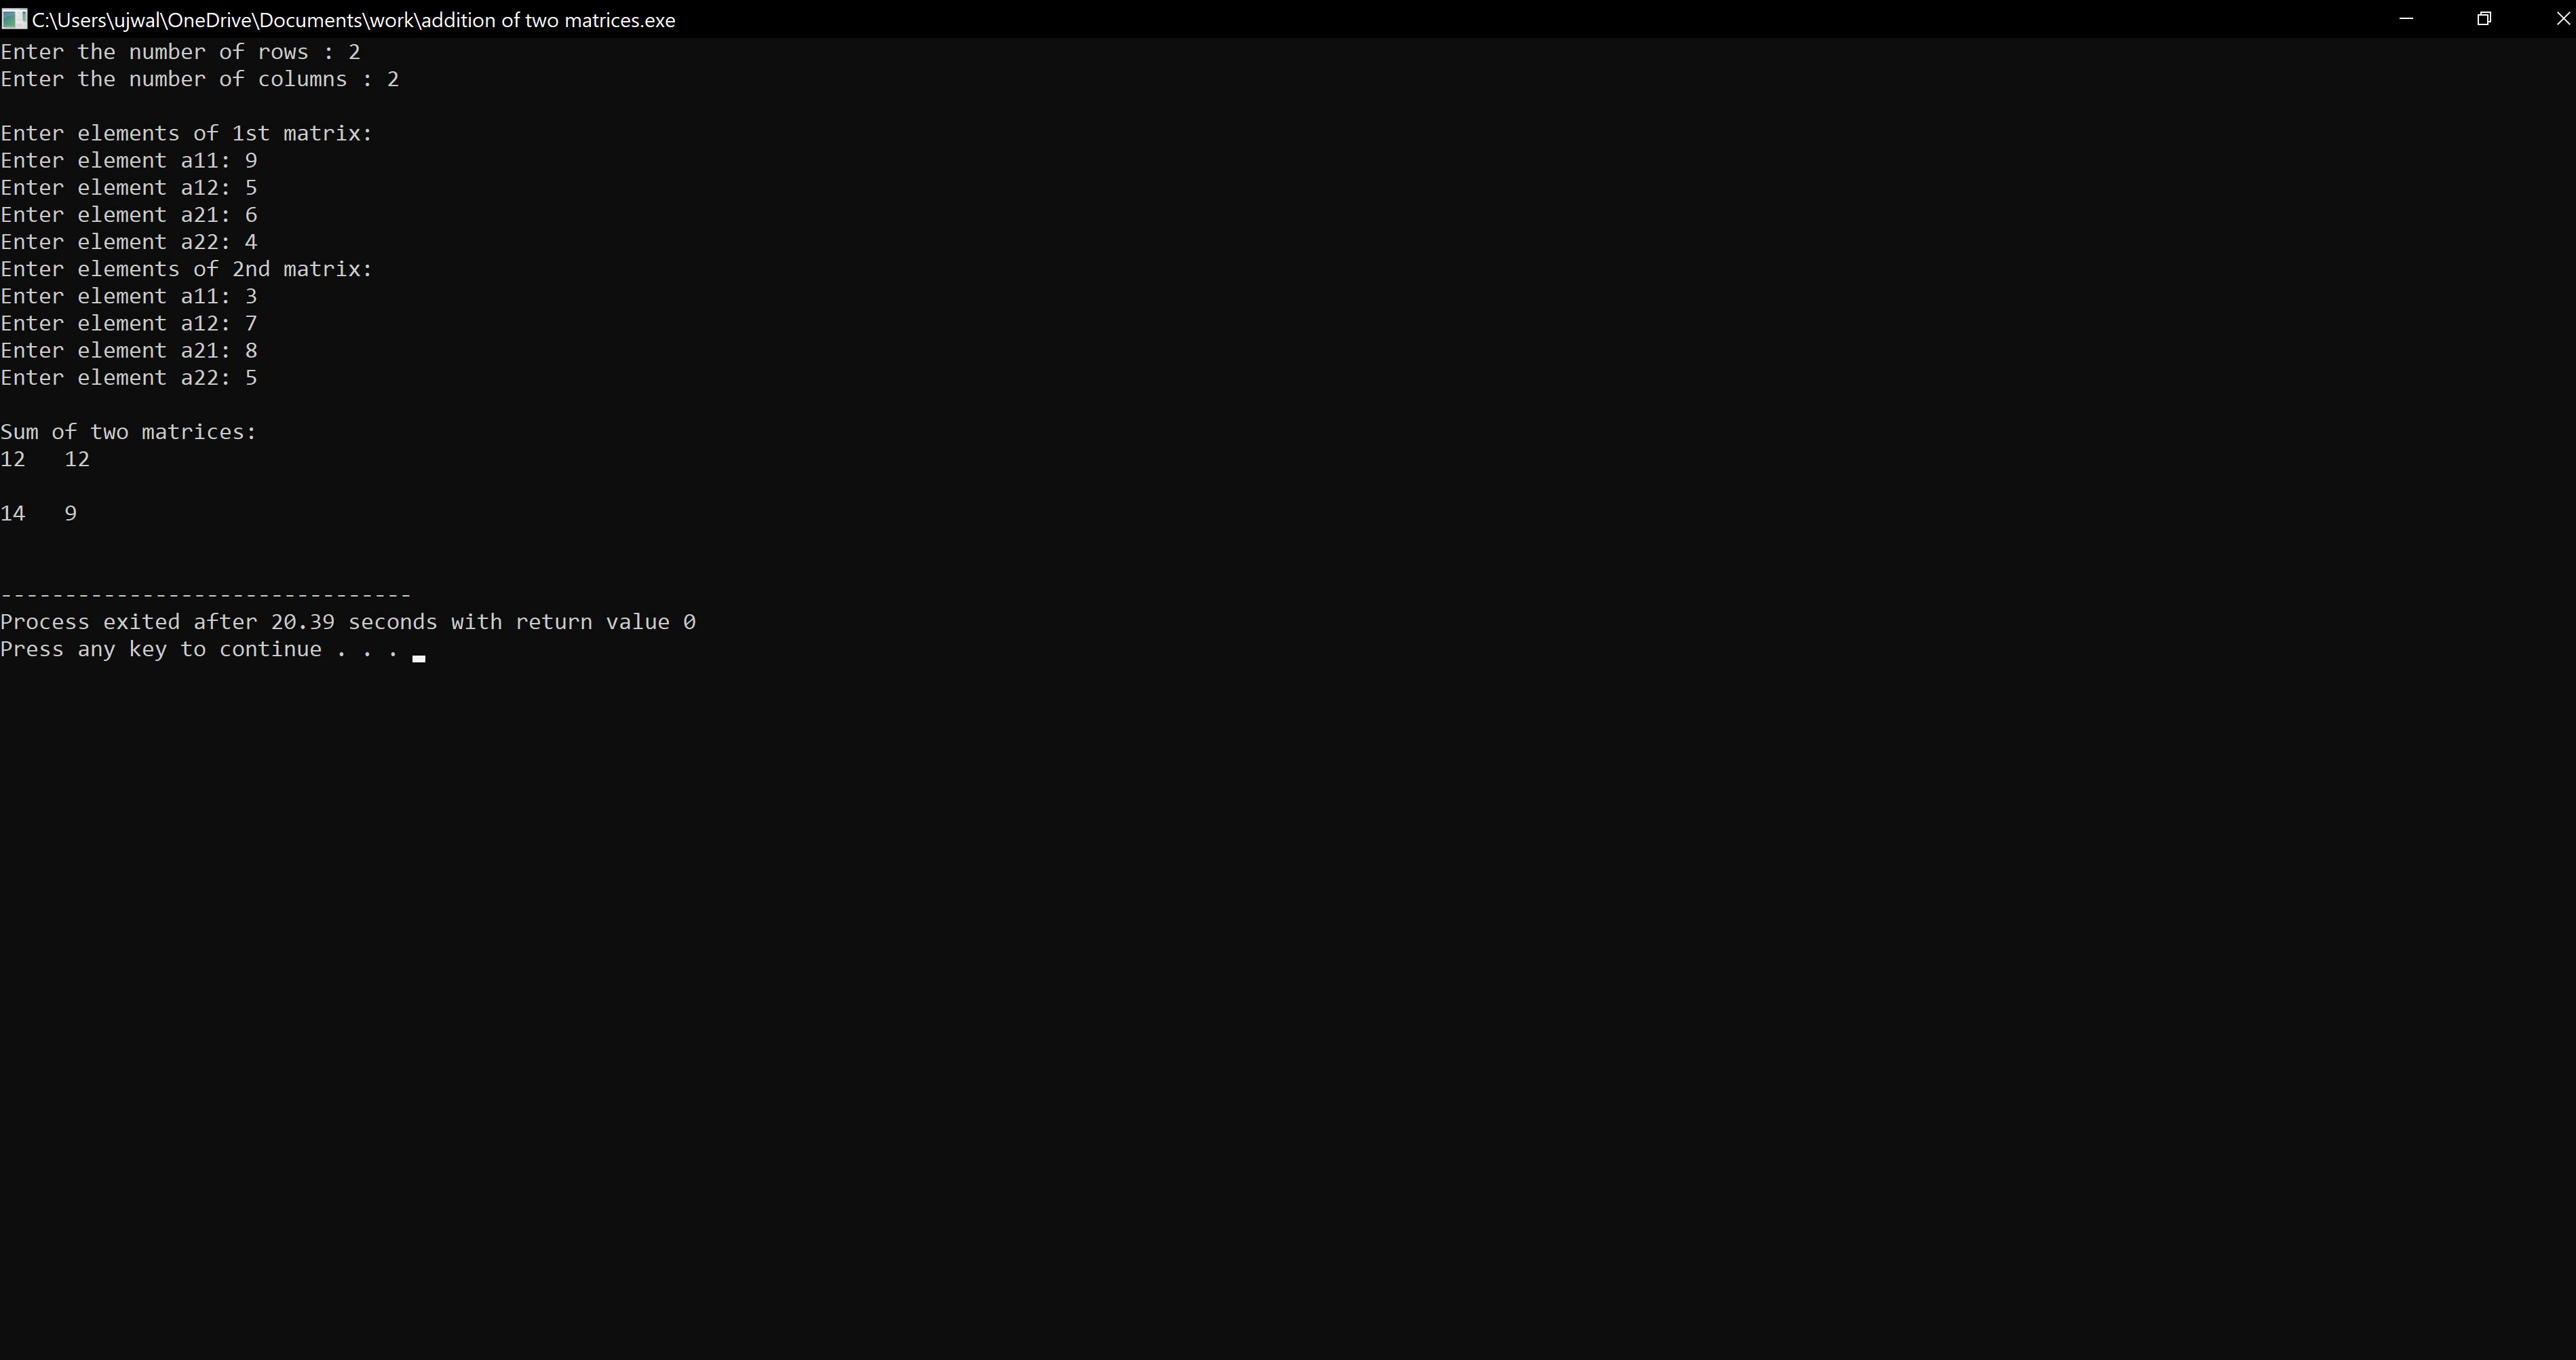 C:\Users\ujwal\OneDrive\Documents\work\addition of two matrices.exe
Enter the number of rows : 2
Enter the number of columns : 2
Enter elements of 1st matrix:
Enter element a11: 9
Enter element a12: 5
Enter element a21: 6
Enter element a22: 4
Enter elements of 2nd matrix:
Enter element a11: 3
Enter element a12: 7
Enter element a21: 8
Enter element a22: 5
Sum of two matrices:
12   12
14   9
--------------------------------
Process exited after 20.39 seconds with return value 0
Press any key to continue . . .